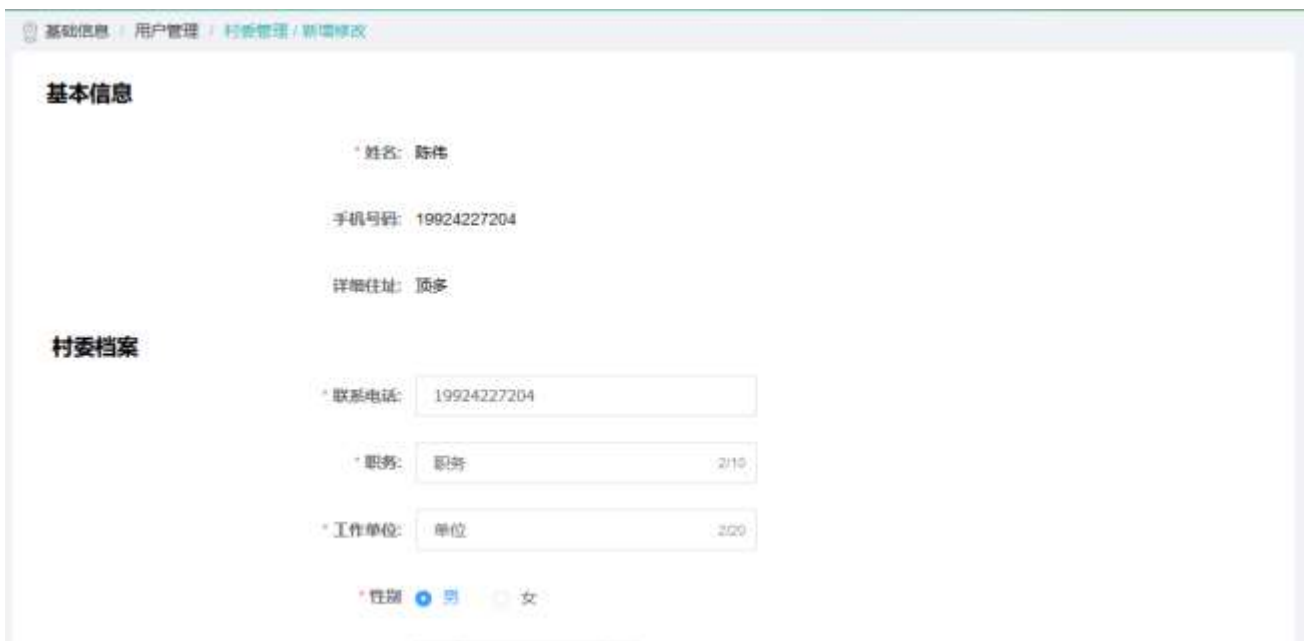 基础信息 / 用户管理 / 村委管理 / 新增修改
基本信息
*姓名: 陈伟
手机号码: 19924227204
详细住址: 顶多
村委档案
*联系电话: 19924227204
*职务: 职务 2/10
*工作单位: 单位 2/20
*性别 男 女